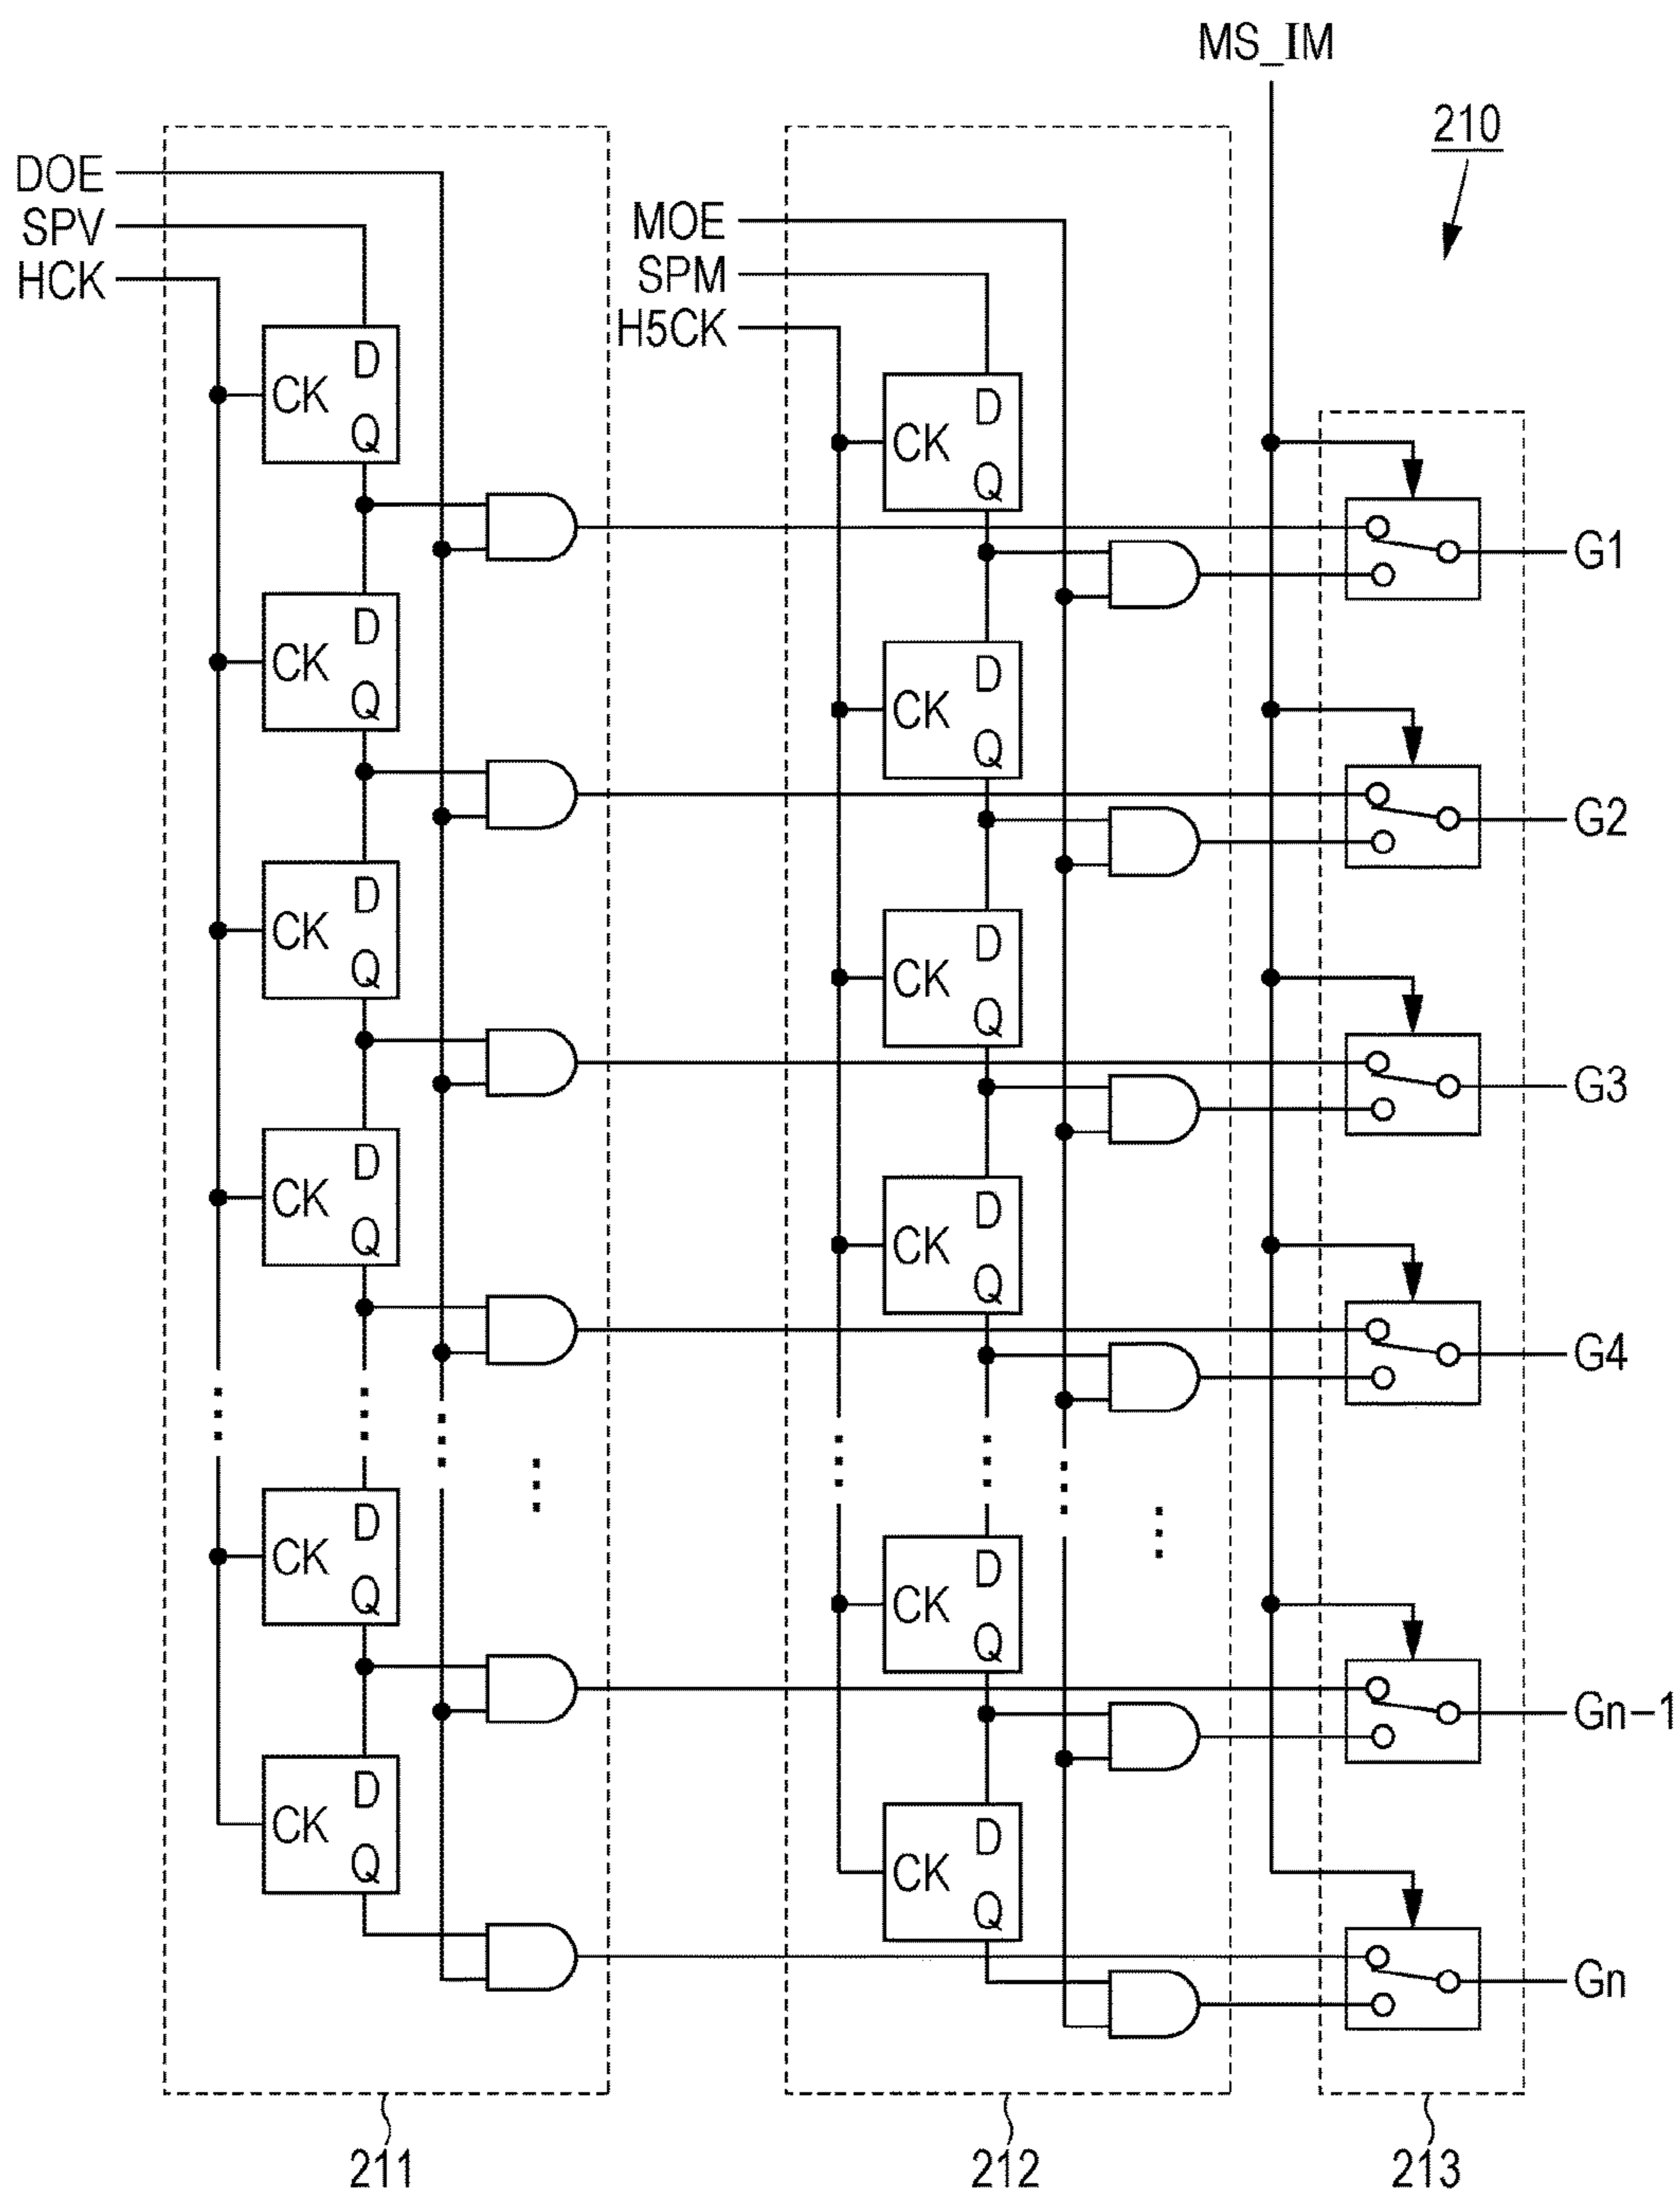 MS_IM
210
DOE
SPV
HCK
MOE
SPM
H5CK
CK D Q
CK D Q
CK D Q
CK D Q
CK D Q
CK D Q
CK D Q
CK D Q
CK D Q
CK D Q
CK D Q
CK D Q
G1
G2
G3
G4
Gn-1
Gn
211
212
213